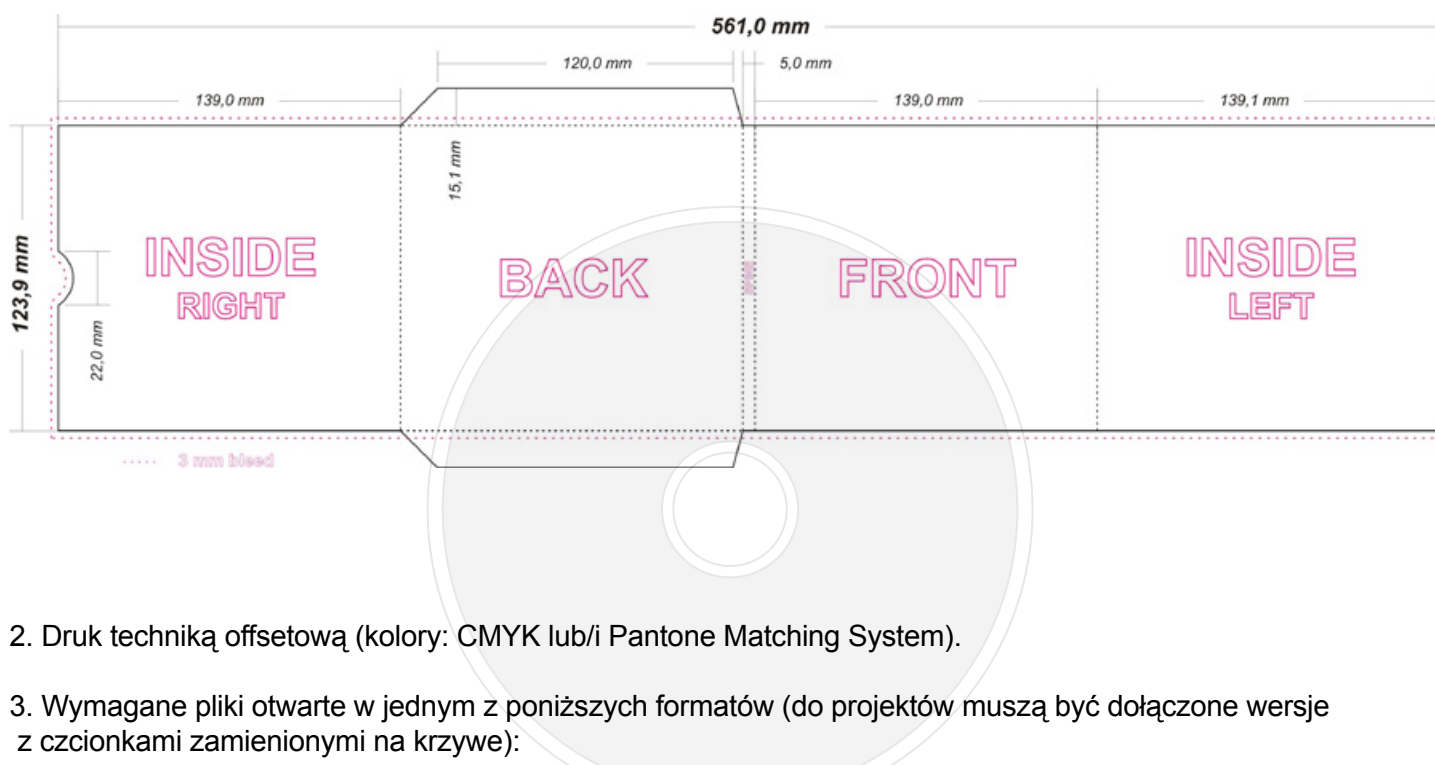 561,0 mm
120,0 mm
5,0 mm
139,0 mm
139,0 mm
139,1 mm
15,1 mm
123,9 mm
22,0 mm
INSIDE
RIGHT
BACK
FRONT
INSIDE
LEFT
3 mm bleed
2. Druk techniką offsetową (kolory: CMYK lub/i Pantone Matching System).
3. Wymagane pliki otwarte w jednym z poniższych formatów (do projektów muszą być dołączone wersje
z czcionkami zamienionymi na krzywe):